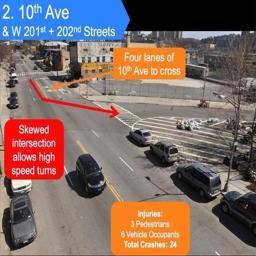 2. 10th Ave
& W 201st + 202nd Streets
Four lanes of
10th Ave to cross
Skewed
intersection
allows high
speed turns
Injuries:
3 Pedestrians
6 Vehicle Occupants
Total Crashes: 24